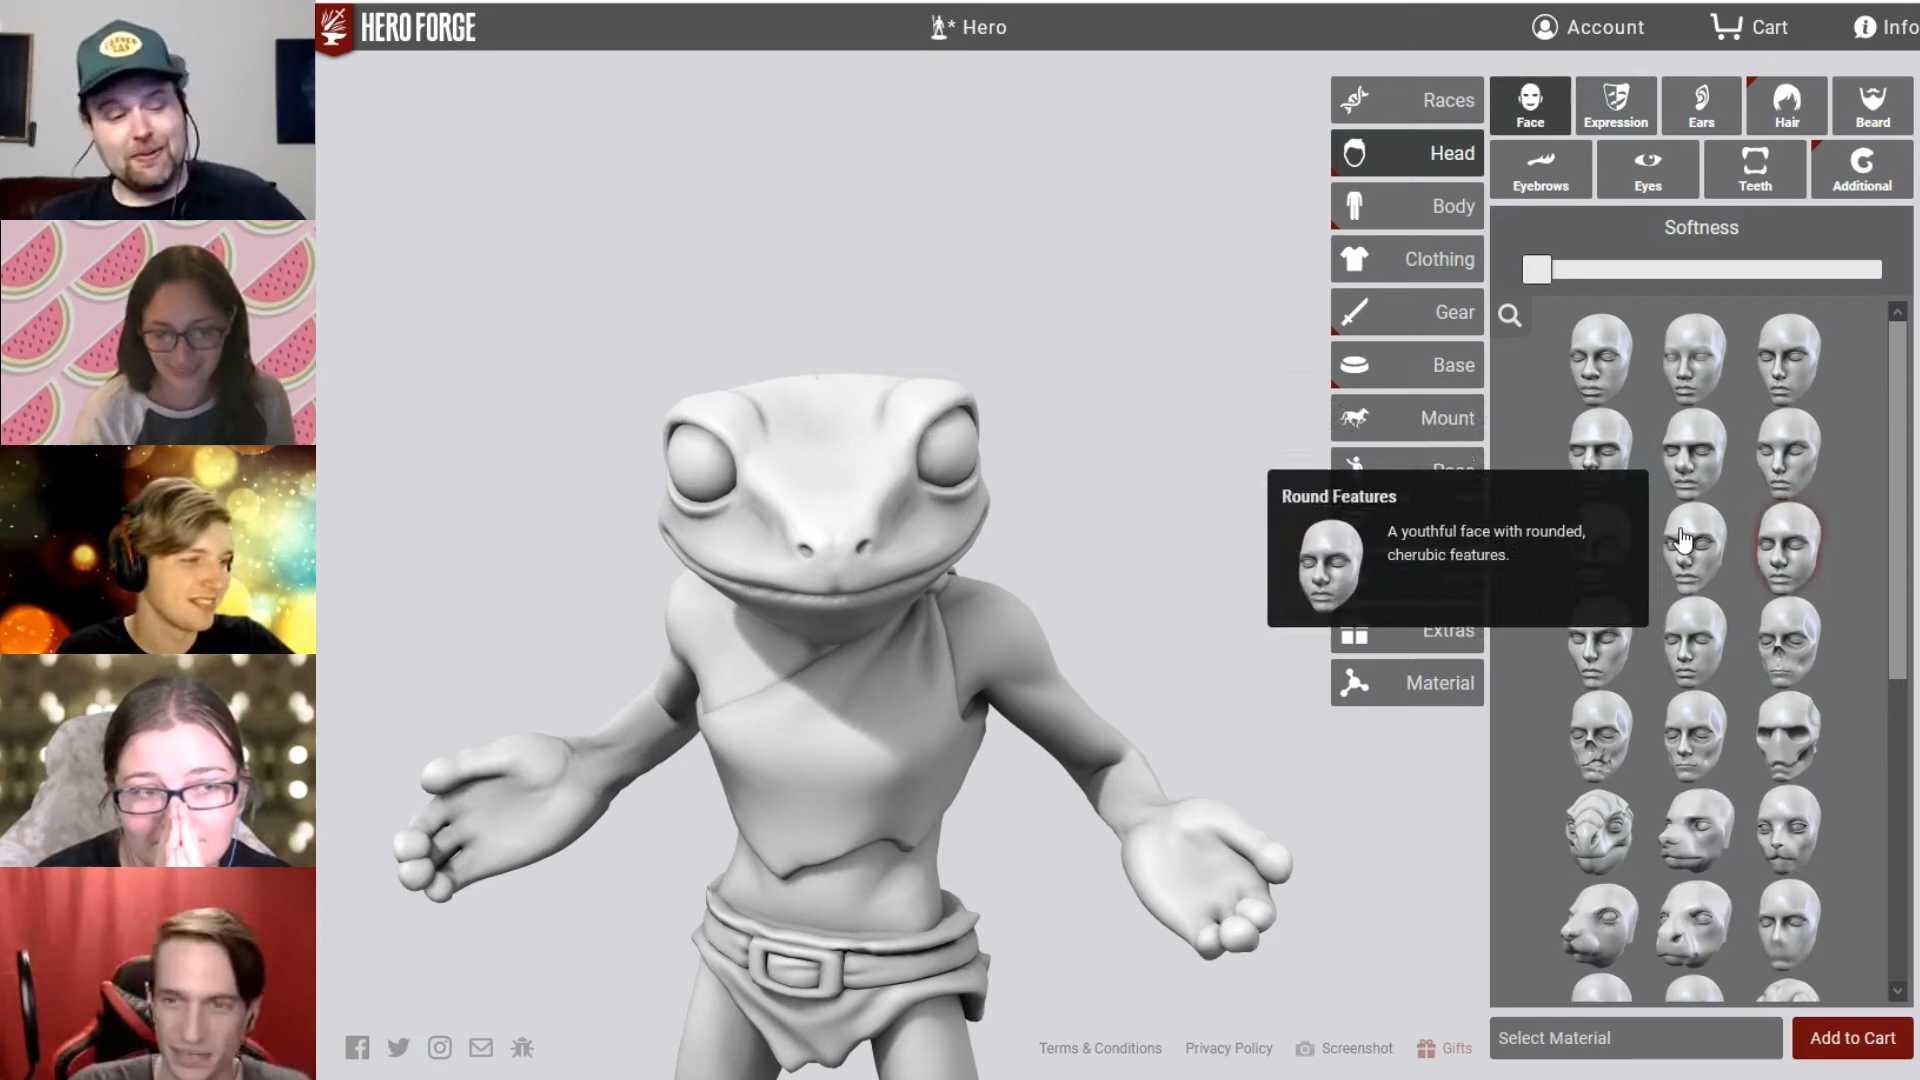 HERO FORGE
* Hero
Account
Cart
Info
Races
Head
Body
Clothing
Gear
Base
Mount
Extras
Material
Face
Expression
Ears
Hair
Beard
Eyebrows
Eyes
Teeth
Additional
Softness
Round Features
A youthful face with rounded,
cherubic features.
Terms & Conditions
Privacy Policy
Screenshot
Gifts
Select Material
Add to Cart